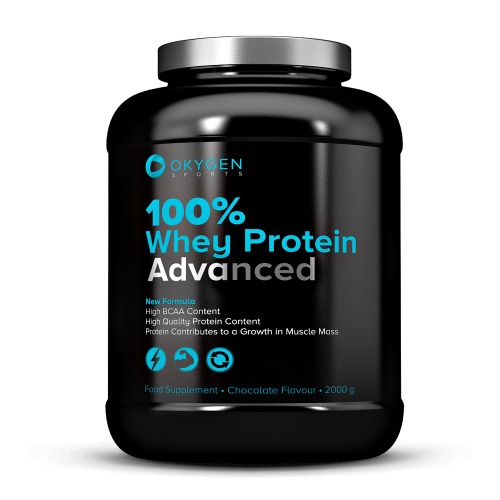 OKYGEN
SPORTS
100%
Whey Protein
Advanced
New Formula
High BCAA Content
High Quality Protein Content
Protein Contributes to a Growth in Muscle Mass
Food Supplement • Chocolate Flavour • 2000 g